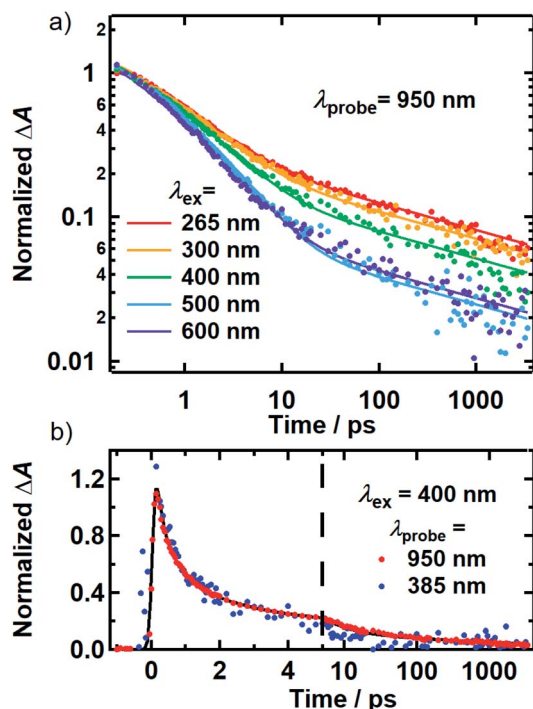 a)
2
1
6
4
2
0.1
6
4
2
0.01
Normalized ΔA
λprobe= 950 nm
λex=
265 nm
300 nm
400 nm
500 nm
600 nm
1 10 100 1000
Time / ps
b)
1.2
0.8
0.4
0.0
Normalized ΔA
λex = 400 nm
λprobe =
950 nm
385 nm
0 2 4 10 100 1000
Time / ps